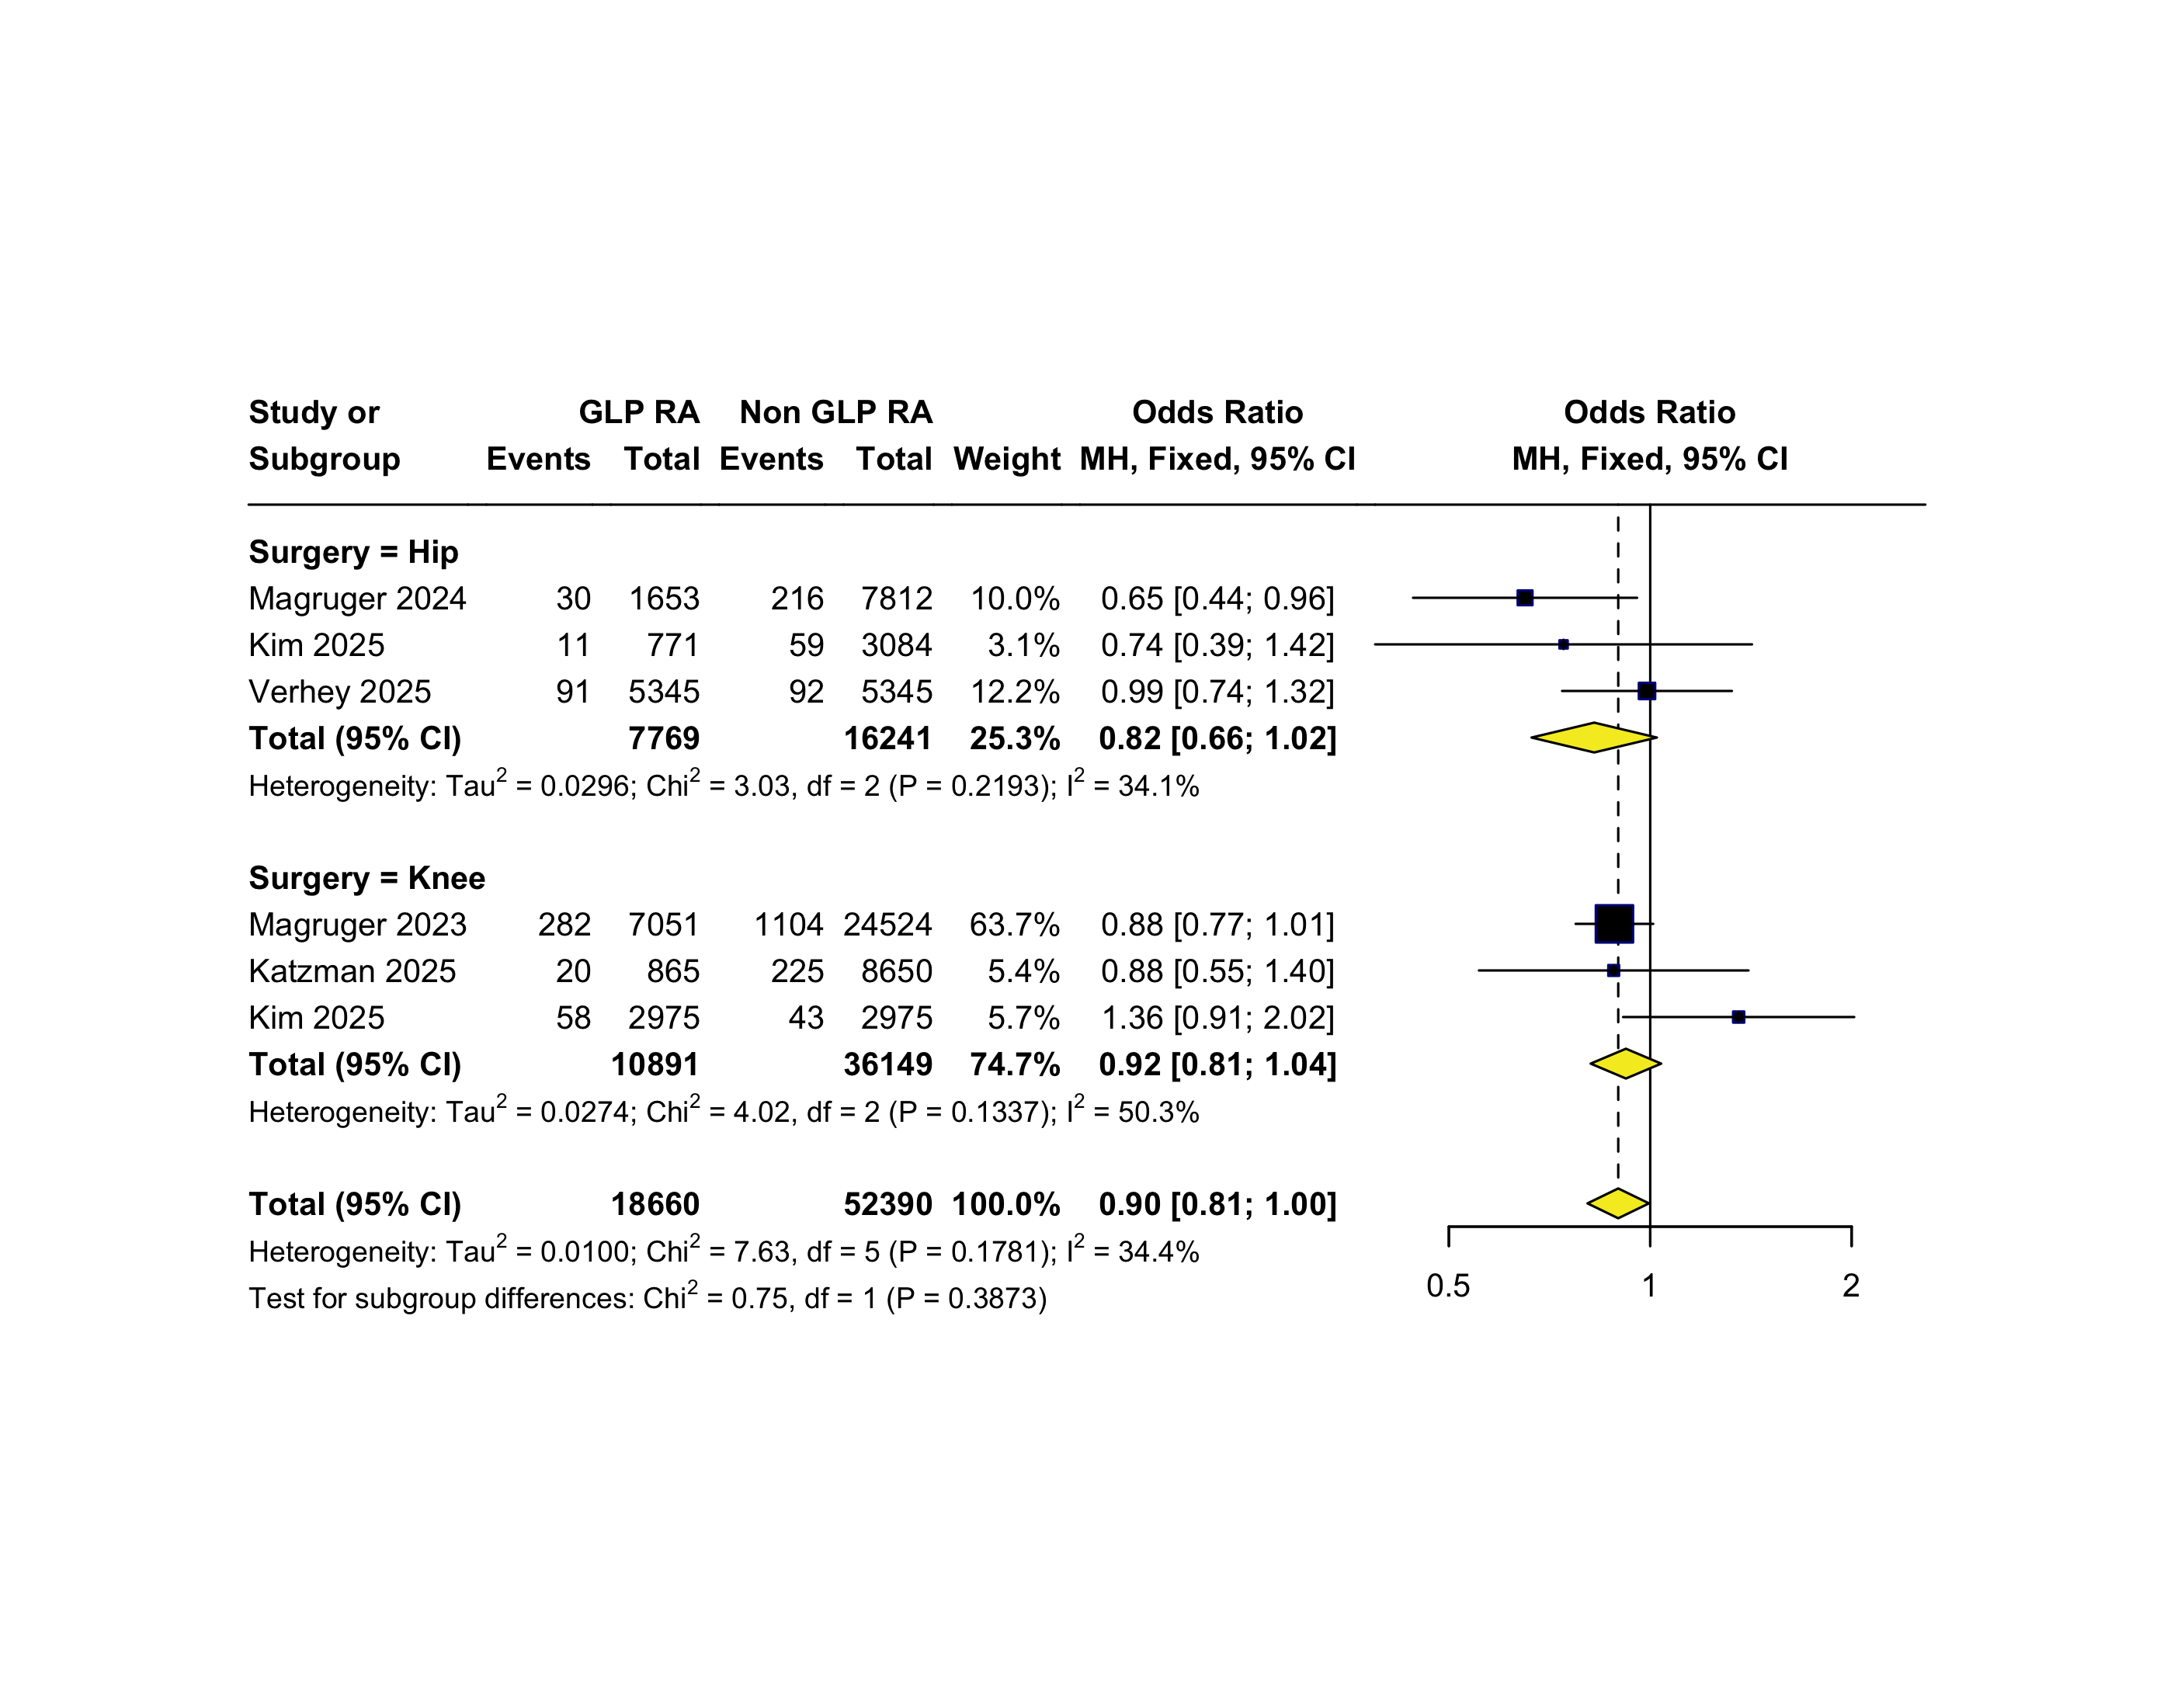 Study or GLP RA Non GLP RA Odds Ratio Odds Ratio
Subgroup Events Total Events Total Weight MH, Fixed, 95% CI MH, Fixed, 95% CI
Surgery = Hip
Magruger 2024 30 1653 216 7812 10.0% 0.65 [0.44; 0.96]
Kim 2025 11 771 59 3084 3.1% 0.74 [0.39; 1.42]
Verhey 2025 91 5345 92 5345 12.2% 0.99 [0.74; 1.32]
Total (95% CI) 7769 16241 25.3% 0.82 [0.66; 1.02]
Heterogeneity: Tau² = 0.0296; Chi² = 3.03, df = 2 (P = 0.2193); I² = 34.1%
Surgery = Knee
Magruger 2023 282 7051 1104 24524 63.7% 0.88 [0.77; 1.01]
Katzman 2025 20 865 225 8650 5.4% 0.88 [0.55; 1.40]
Kim 2025 58 2975 43 2975 5.7% 1.36 [0.91; 2.02]
Total (95% CI) 10891 36149 74.7% 0.92 [0.81; 1.04]
Heterogeneity: Tau² = 0.0274; Chi² = 4.02, df = 2 (P = 0.1337); I² = 50.3%
Total (95% CI) 18660 52390 100.0% 0.90 [0.81; 1.00]
Heterogeneity: Tau² = 0.0100; Chi² = 7.63, df = 5 (P = 0.1781); I² = 34.4%
Test for subgroup differences: Chi² = 0.75, df = 1 (P = 0.3873)
0.5 1 2